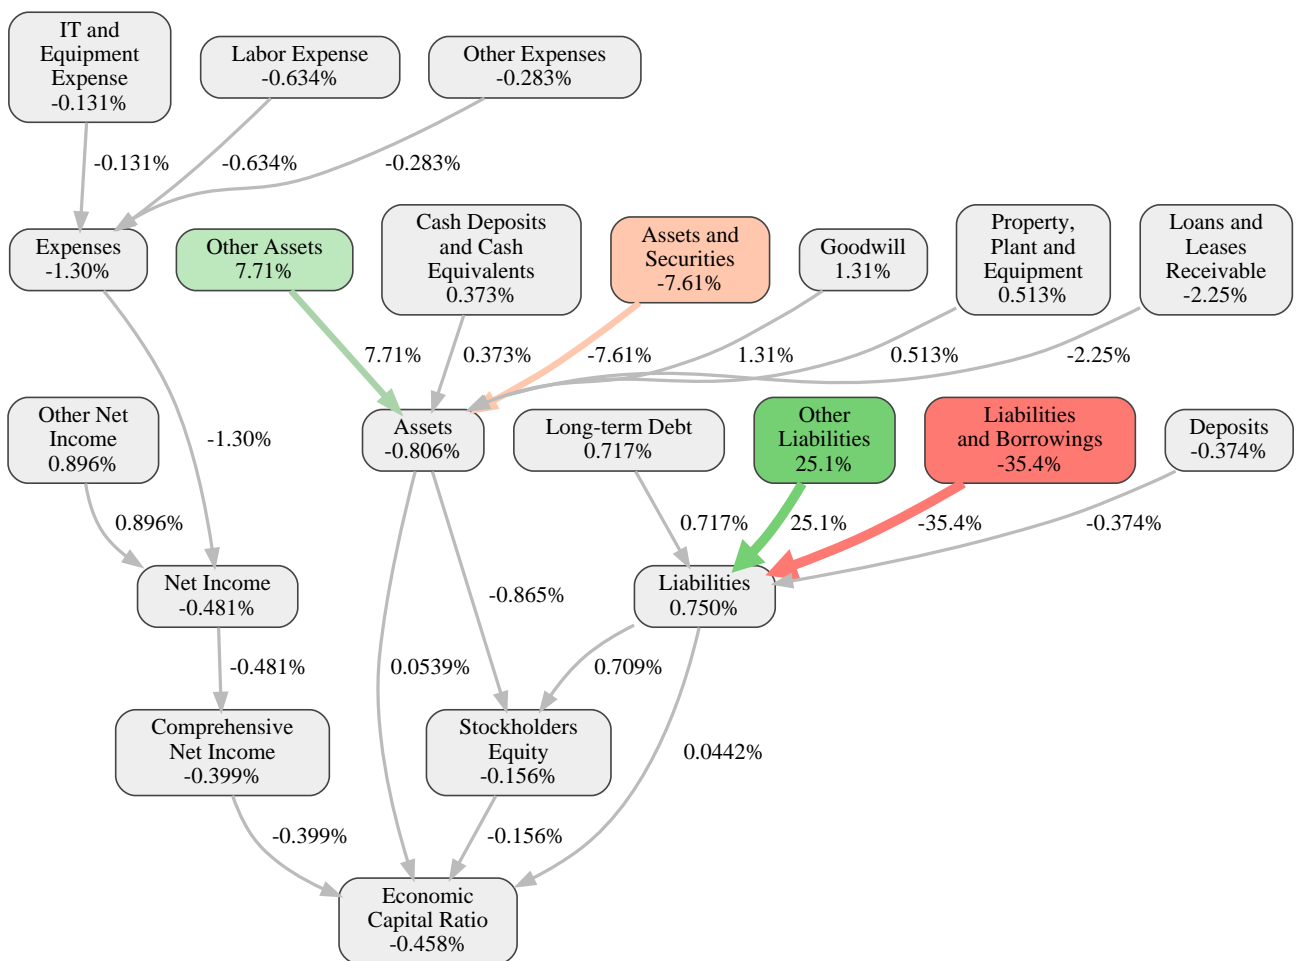 IT and
Equipment
Expense
-0.131%
Labor Expense
-0.634%
Other Expenses
-0.283%
-0.131%
-0.634%
-0.283%
Expenses
-1.30%
Other Assets
7.71%
Cash Deposits
and Cash
Equivalents
0.373%
Assets and
Securities
-7.61%
Goodwill
1.31%
Property,
Plant and
Equipment
0.513%
Loans and
Leases
Receivable
-2.25%
7.71%
0.373%
-7.61%
1.31%
0.513%
-2.25%
Other Net
Income
0.896%
-1.30%
Assets
-0.806%
Long-term Debt
0.717%
Other
Liabilities
25.1%
Liabilities
and Borrowings
-35.4%
Deposits
-0.374%
0.896%
0.717%
25.1%
-35.4%
-0.374%
Net Income
-0.481%
-0.865%
Liabilities
0.750%
-0.481%
0.0539%
0.709%
Comprehensive
Net Income
-0.399%
Stockholders
Equity
-0.156%
0.0442%
-0.399%
-0.156%
Economic
Capital Ratio
-0.458%